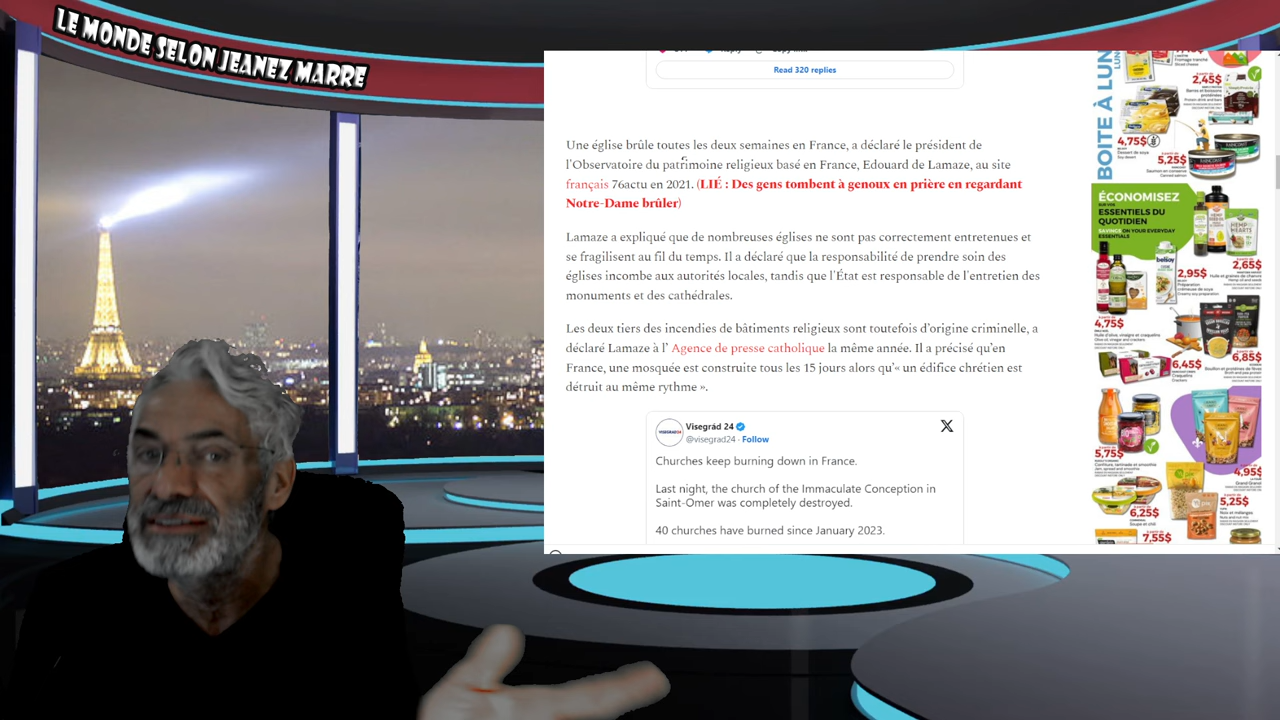 LE MONDE SELON JEANEZ MARRE
Read 320 replies
Une église brûle toutes les deux semaines en France, a déclaré le président de
l'Observatoire du patrimoine religieux basé en France, Edouard de Lamaze, au site
français 76actu en 2021. (LIÉ : Des gens tombent à genoux en prière en regardant
Notre-Dame brûler)
Lamaze a expliqué que de nombreuses églises ne sont pas correctement entretenues et
se fragilisent au fil du temps. Il a déclaré que la responsabilité de prendre soin des
églises incombe aux autorités locales, tandis que l'État est responsable de l'entretien des
monuments et des cathédrales.
Les deux tiers des incendies de bâtiments religieux sont toutefois d'origine criminelle, a
déclaré Lamaze à l'Agence de presse catholique la même année. Il a précisé qu'en
France, une mosquée est construite tous les 15 jours alors qu'« un édifice chrétien est
détruit au même rythme ».
VISEGRÁD24
Visegrád 24
@visegrad24 · Follow
Churches keep burning down in France.
Last night the church of the Immaculate Conception in
Saint-Omer was completely destroyed.
40 churches have burned since January 2023.
BOITE À LUN
2,45$
4,75$
5,25$
ÉCONOMISEZ
SUR VOS
ESSENTIELS DU
QUOTIDIEN
SAVINGS ON YOUR EVERYDAY
ESSENTIALS
HEMP HEARTS
belsoy
2,65$
2,95$
4,75$
6,45$
6,85$
5,75$
4,95$
5,25$
6,25$
7,55$